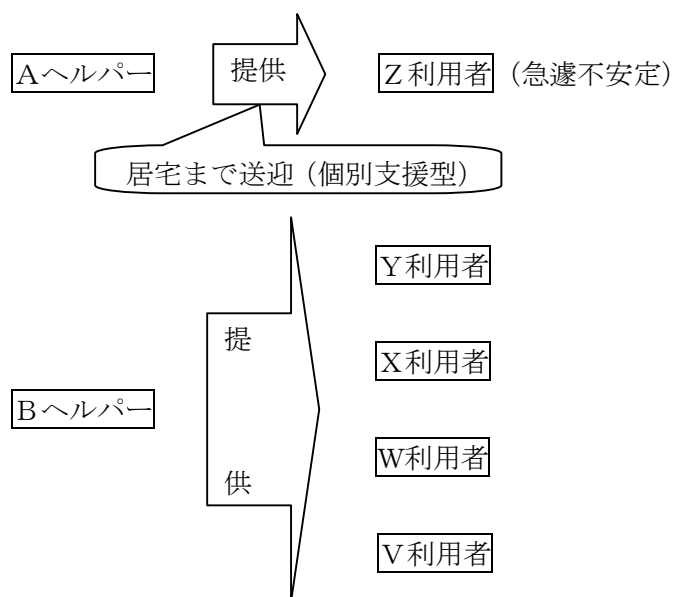 Aヘルパー 提供 Z利用者（急遽不安定）
居宅まで送迎（個別支援型）
Y利用者
提
X利用者
Bヘルパー
W利用者
供
V利用者